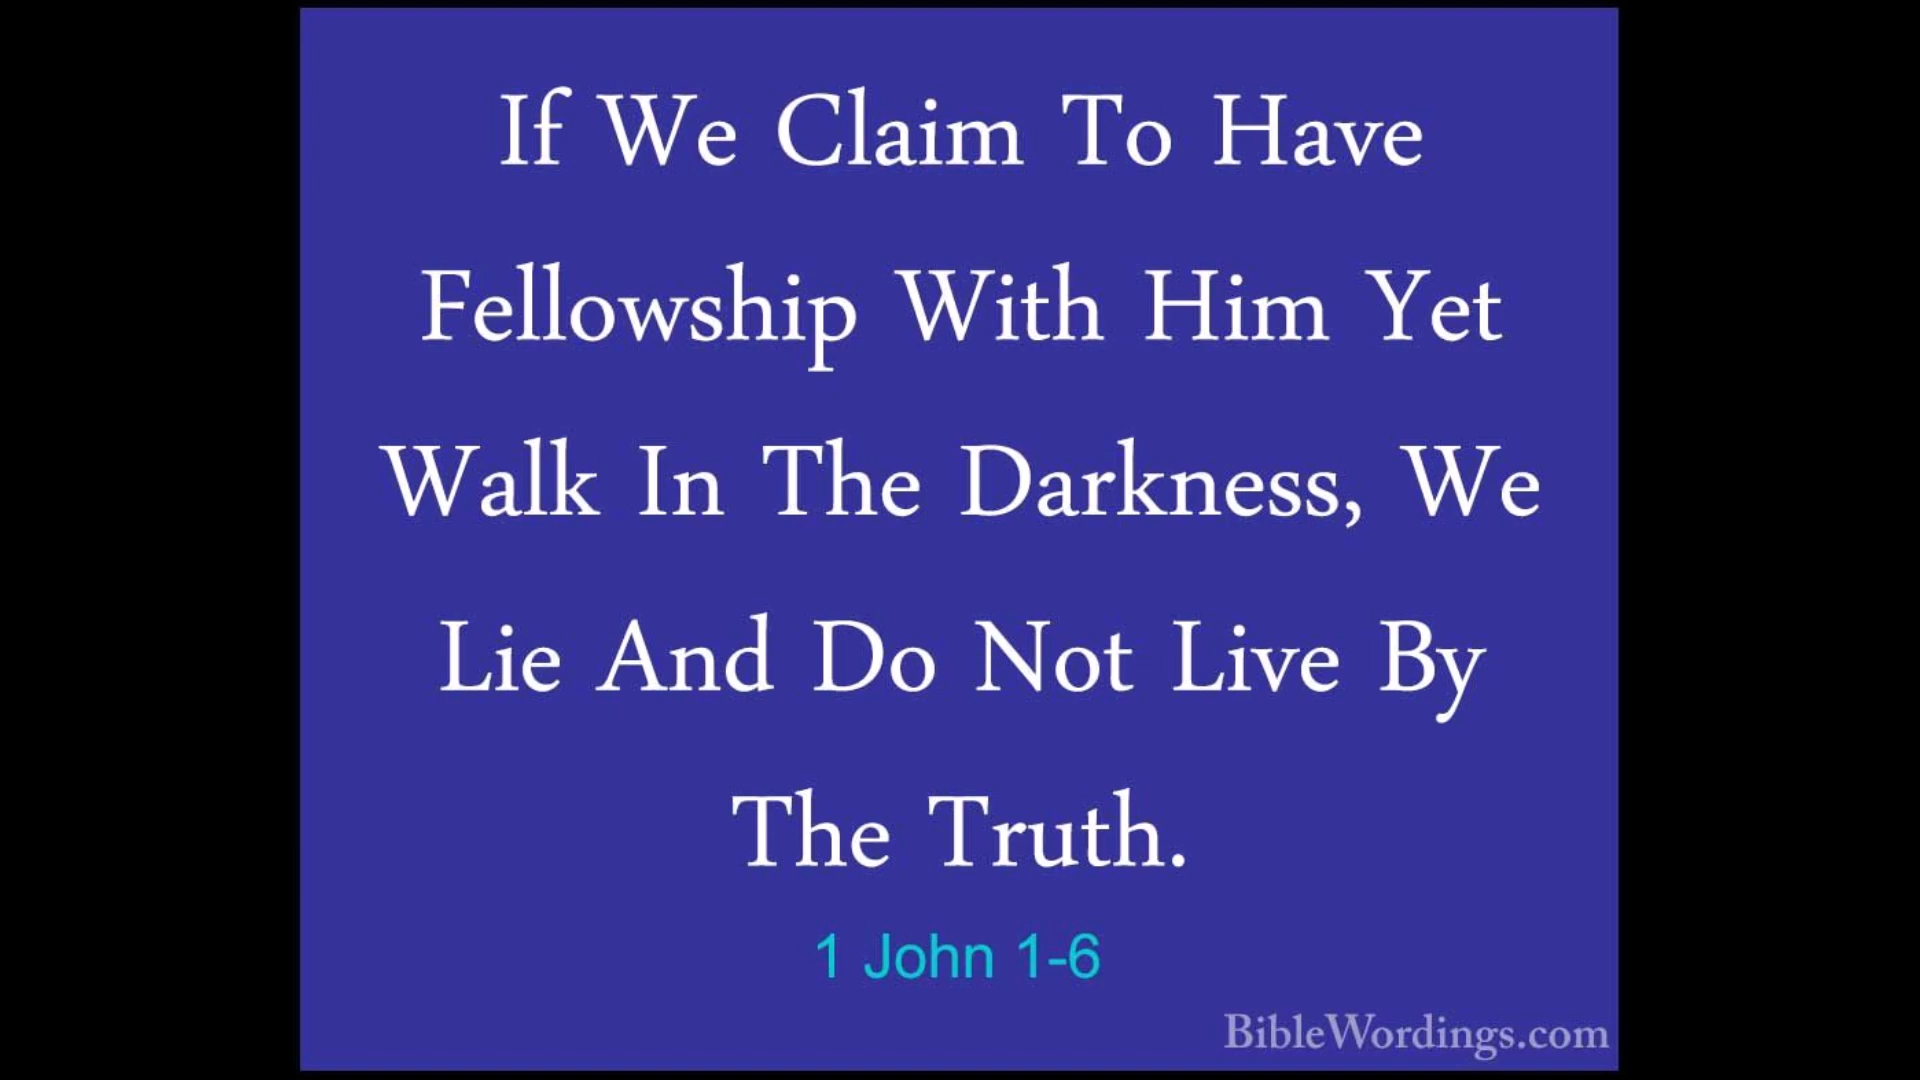 If We Claim To Have
Fellowship With Him Yet
Walk In The Darkness, We
Lie And Do Not Live By
The Truth.
1 John 1-6
BibleWordings.com